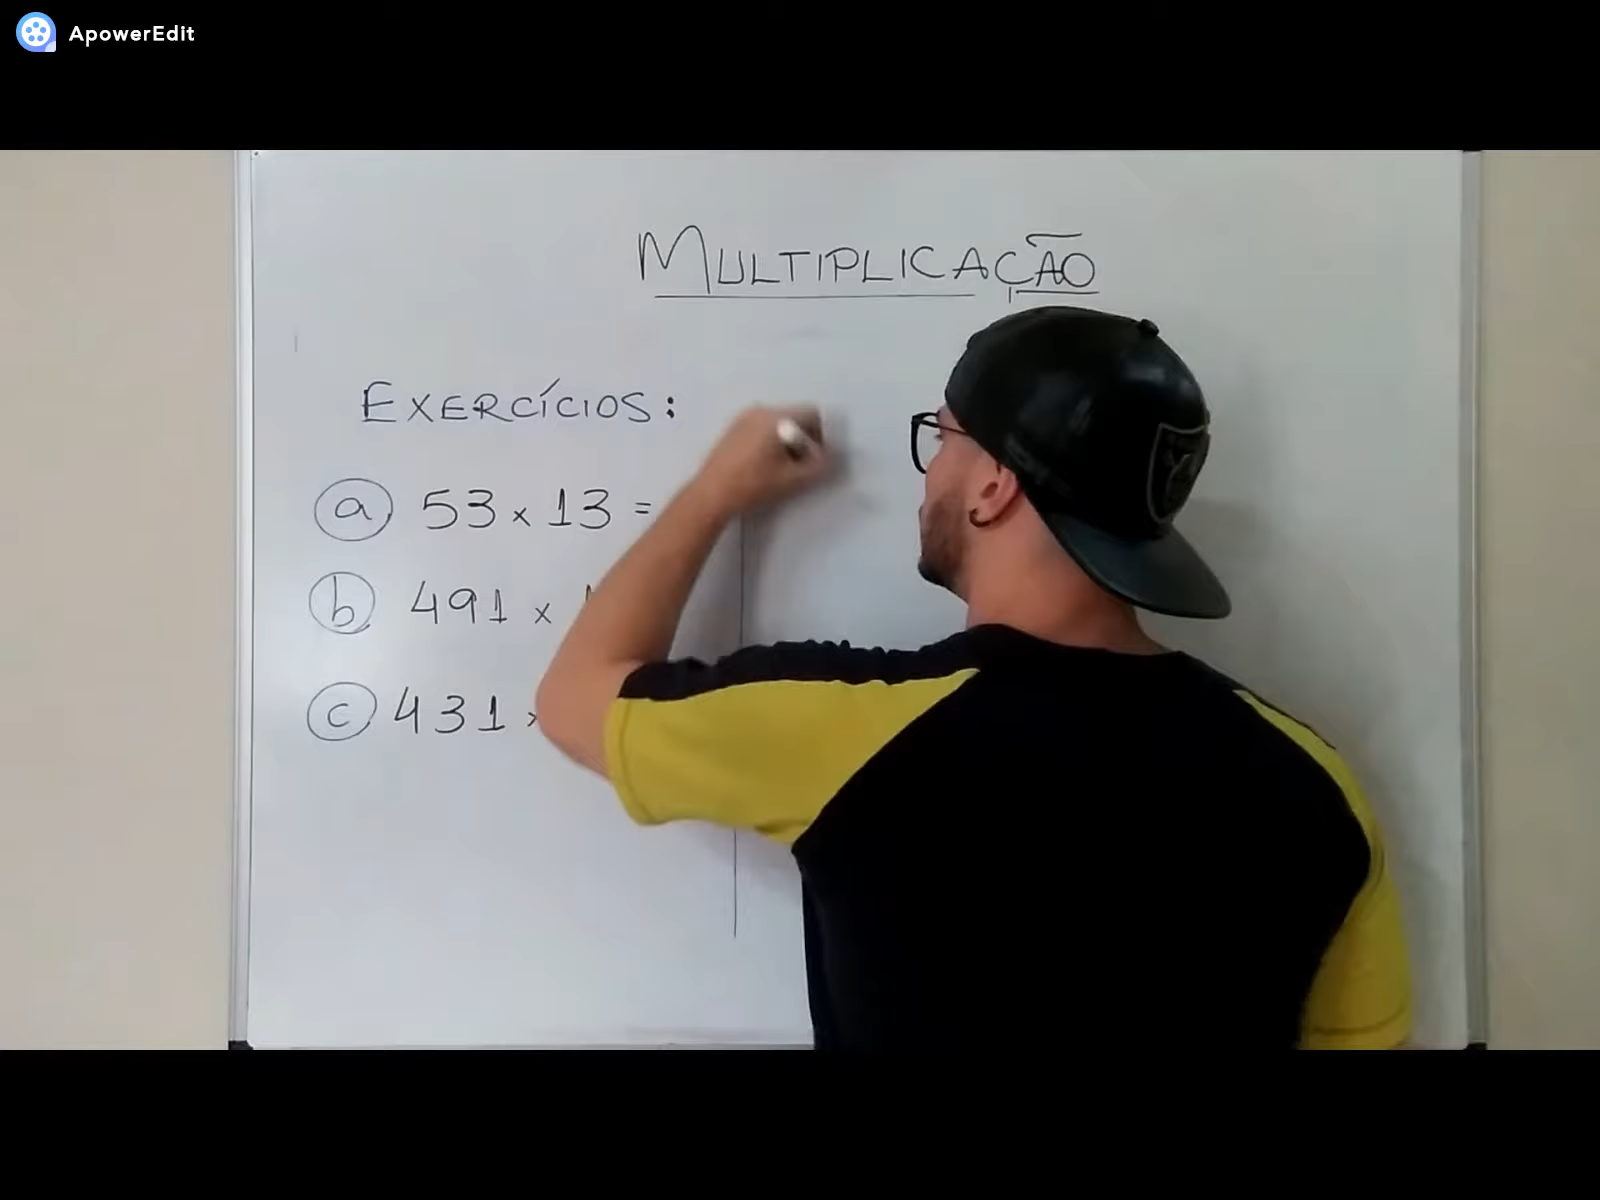 ApowerEdit
MULTIPLICAÇÃO
EXERCÍCIOS:
a 53 x 13 =
b 491 x
c 431 x